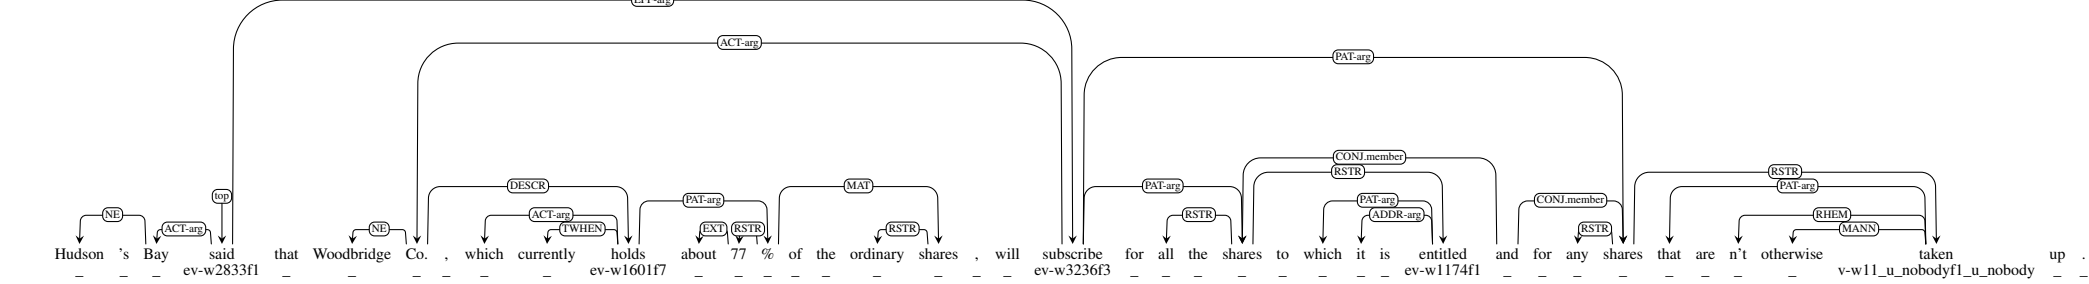 EFF-arg
ACT-arg
PAT-arg
CONJ.member
RSTR
RSTR
DESCR MAT PAT-arg PAT-arg
top PAT-arg PAT-arg CONJ.member
NE ACT-arg RSTR ADDR-arg RHEM
ACT-arg NE TWHEN EXT RSTR RSTR RSTR MANN
Hudson 's Bay said that Woodbridge Co. , which currently holds about 77 % of the ordinary shares , will subscribe for all the shares to which it is entitled and for any shares that are n't otherwise taken up .
_ _ _ ev-w2833f1 _ _ _ _ _ _ ev-w1601f7 _ _ _ _ _ _ _ _ _ ev-w3236f3 _ _ _ _ _ _ _ _ ev-w1174f1 _ _ _ _ _ _ _ _ v-w11_u_nobodyf1_u_nobody _ _